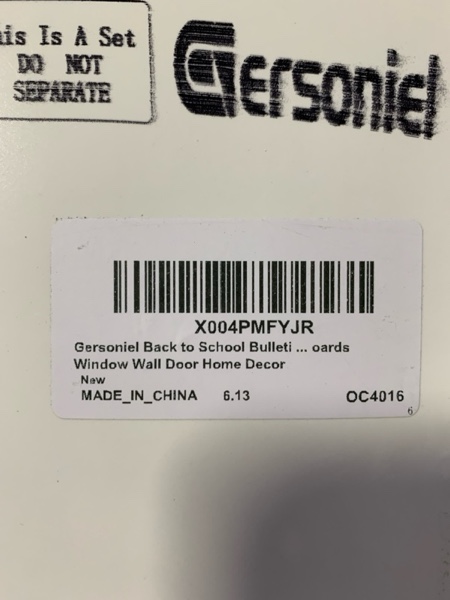 is Is A Set
DO NOT
SEPARATE
Gersoniel
X004PMFYJR
Gersoniel Back to School Bulleti ... oards
Window Wall Door Home Decor
New
MADE_IN_CHINA 6.13 OC4016
6